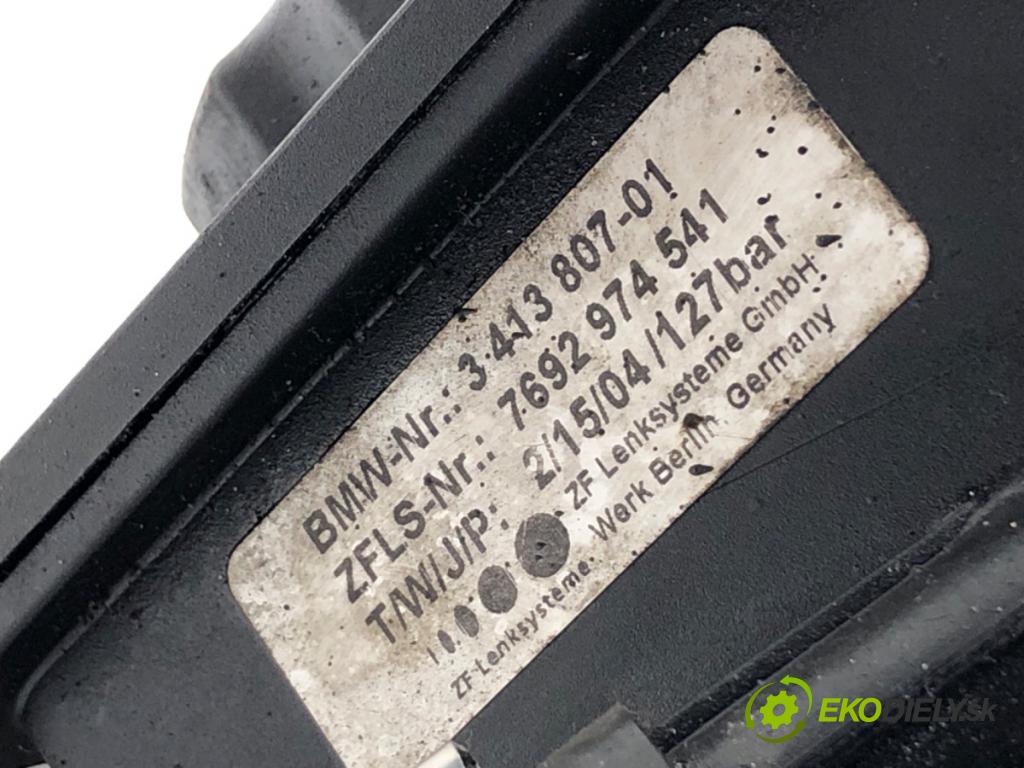 BMW-Nr.: 3 413 807-01
ZFLS-Nr.: 7692 974 541
T/W/J/P: 2/15/04/127bar
ZF Lenksysteme GmbH
Werk Berlin. Germany
ZF Lenksysteme
EKODIELY.sk